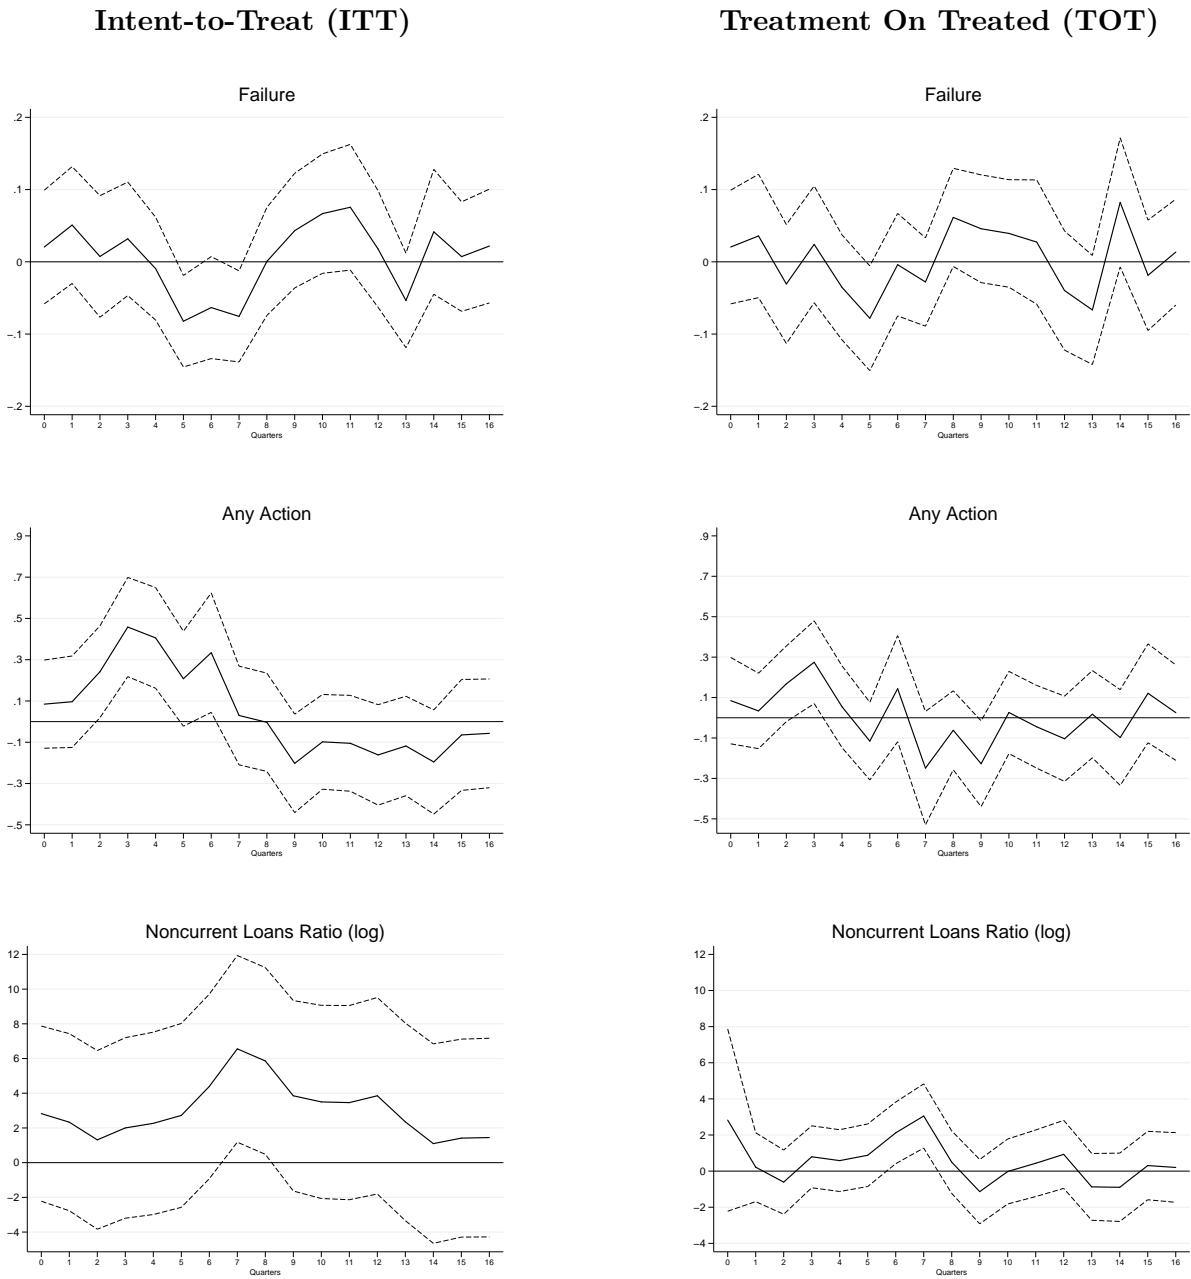 Intent-to-Treat (ITT)
Treatment On Treated (TOT)
Failure
.2
.1
0
−.1
−.2
0 1 2 3 4 5 6 7 8 9 10 11 12 13 14 15 16
Quarters
Failure
.2
.1
0
−.1
−.2
0 1 2 3 4 5 6 7 8 9 10 11 12 13 14 15 16
Quarters
Any Action
.9
.7
.5
.3
.1
−.1
−.3
−.5
0 1 2 3 4 5 6 7 8 9 10 11 12 13 14 15 16
Quarters
Any Action
.9
.7
.5
.3
.1
−.1
−.3
−.5
0 1 2 3 4 5 6 7 8 9 10 11 12 13 14 15 16
Quarters
Noncurrent Loans Ratio (log)
12
10
8
6
4
2
0
−2
−4
0 1 2 3 4 5 6 7 8 9 10 11 12 13 14 15 16
Quarters
Noncurrent Loans Ratio (log)
12
10
8
6
4
2
0
−2
−4
0 1 2 3 4 5 6 7 8 9 10 11 12 13 14 15 16
Quarters